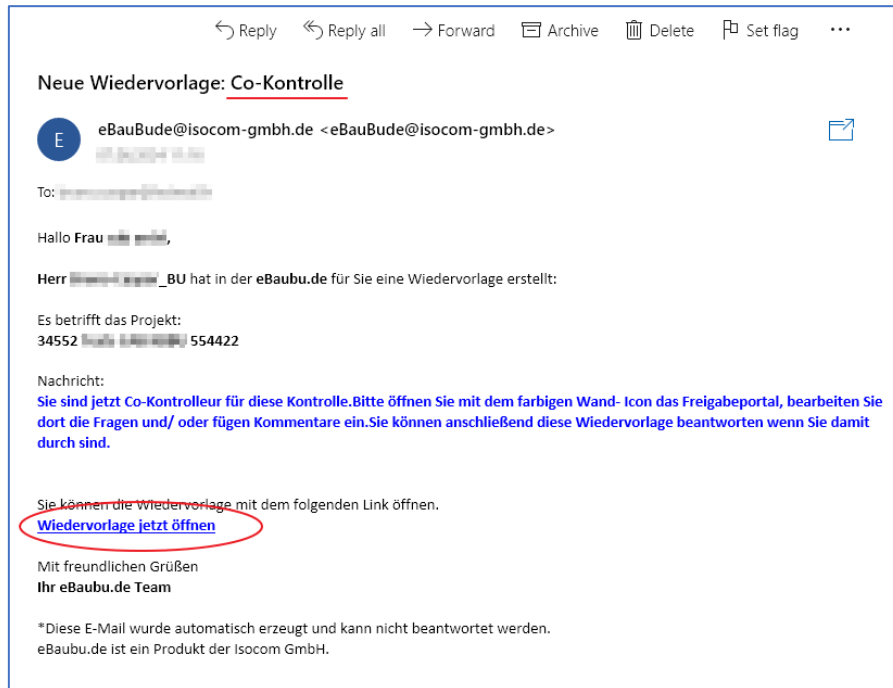 Reply Reply all Forward Archive Delete Set flag ...
Neue Wiedervorlage: Co-Kontrolle
E
eBauBude@isocom-gmbh.de <eBauBude@isocom-gmbh.de>
To:
Hallo Frau ,
Herr _BU hat in der eBaubu.de für Sie eine Wiedervorlage erstellt:
Es betrifft das Projekt:
34552 554422
Nachricht:
Sie sind jetzt Co-Kontrolleur für diese Kontrolle.Bitte öffnen Sie mit dem farbigen Wand- Icon das Freigabeportal, bearbeiten Sie
dort die Fragen und/ oder fügen Kommentare ein.Sie können anschließend diese Wiedervorlage beantworten wenn Sie damit
durch sind.
Sie können die Wiedervorlage mit dem folgenden Link öffnen.
Wiedervorlage jetzt öffnen
Mit freundlichen Grüßen
Ihr eBaubu.de Team
*Diese E-Mail wurde automatisch erzeugt und kann nicht beantwortet werden.
eBaubu.de ist ein Produkt der Isocom GmbH.